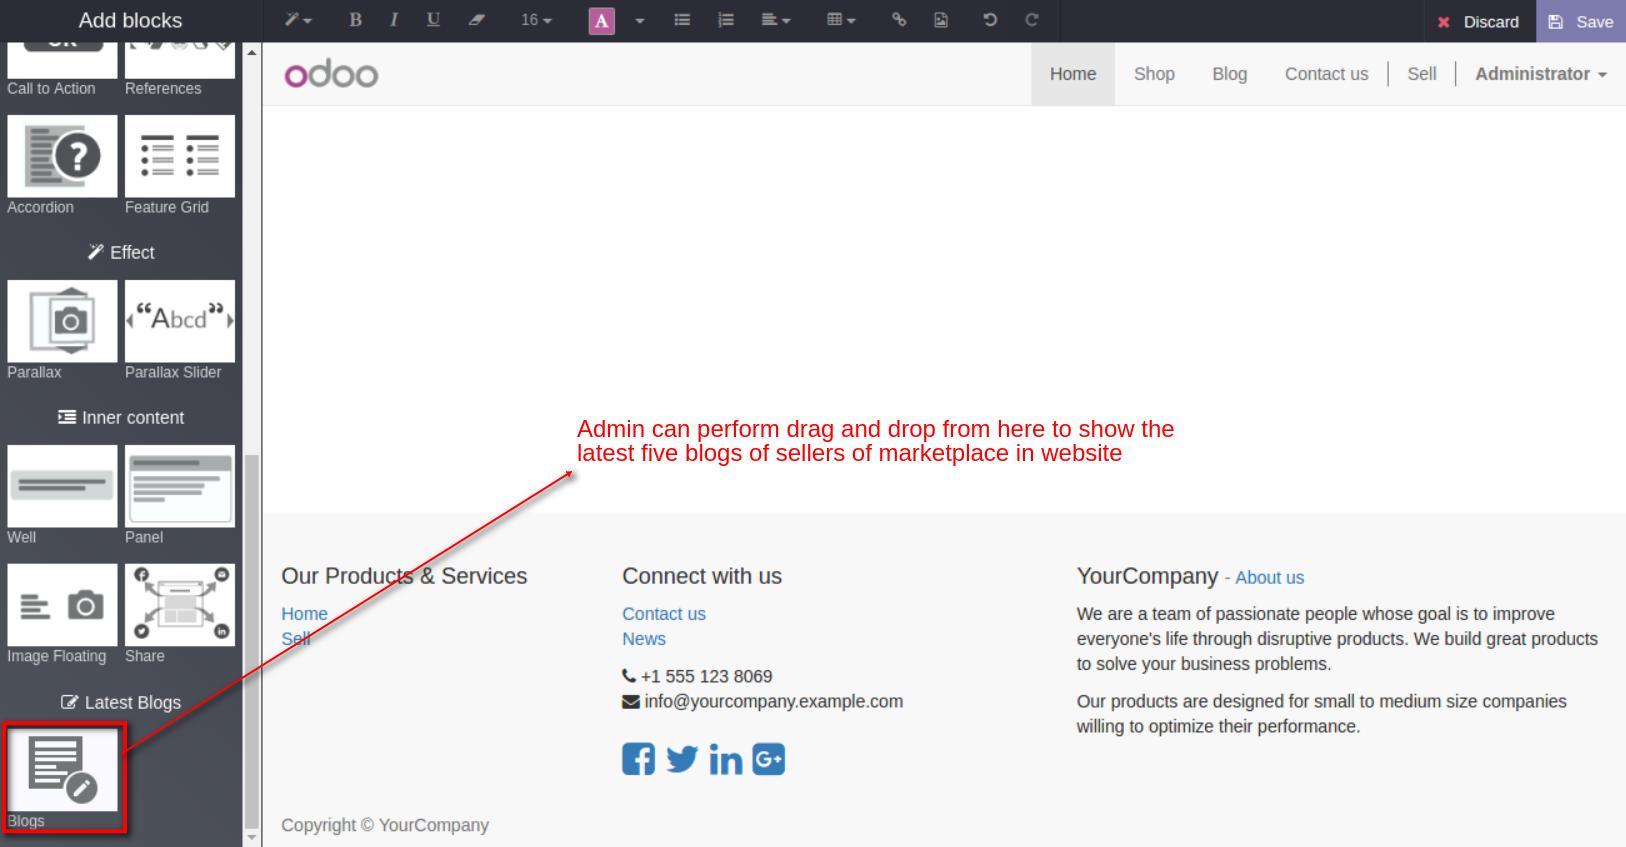 Add blocks
B I U 16 A
Discard
Save
Call to Action
References
Accordion
Feature Grid
Effect
“Abcd”
Parallax
Parallax Slider
Inner content
Well
Panel
Image Floating
Share
Latest Blogs
Blogs
odoo
Home
Shop
Blog
Contact us
Sell
Administrator
Admin can perform drag and drop from here to show the
latest five blogs of sellers of marketplace in website
Our Products & Services
Home
Sell
Connect with us
Contact us
News
+1 555 123 8069
info@yourcompany.example.com
YourCompany - About us
We are a team of passionate people whose goal is to improve
everyone's life through disruptive products. We build great products
to solve your business problems.
Our products are designed for small to medium size companies
willing to optimize their performance.
Copyright © YourCompany